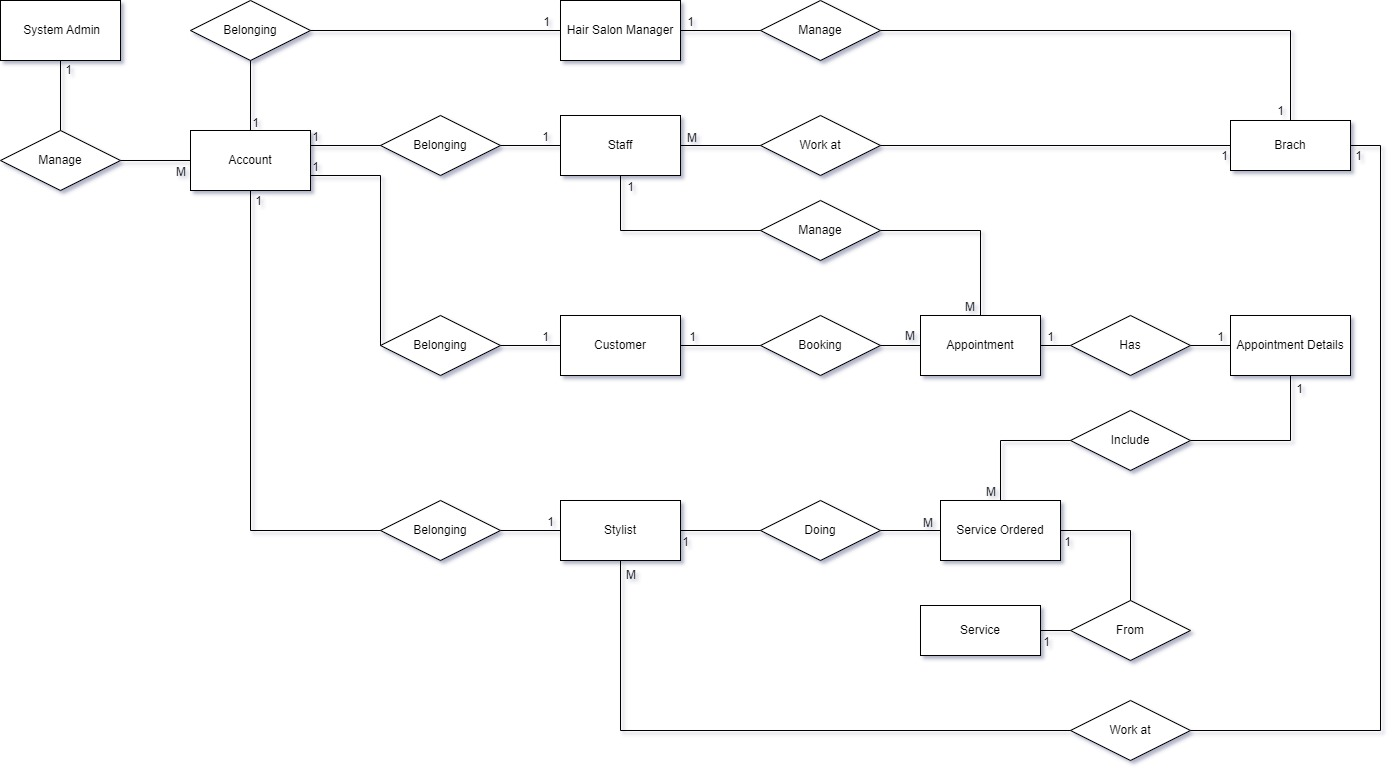 System Admin
Belonging
1
Hair Salon Manager
1
Manage
1
1
1
Manage
M
Account
1
1
1
Belonging
1
Staff
M
Work at
1
Brach
1
1
Manage
M
Belonging
1
Customer
1
Booking
M
Appointment
1
Has
1
Appointment Details
1
Include
M
Belonging
1
Stylist
1
Doing
M
Service Ordered
1
M
Service
1
From
Work at